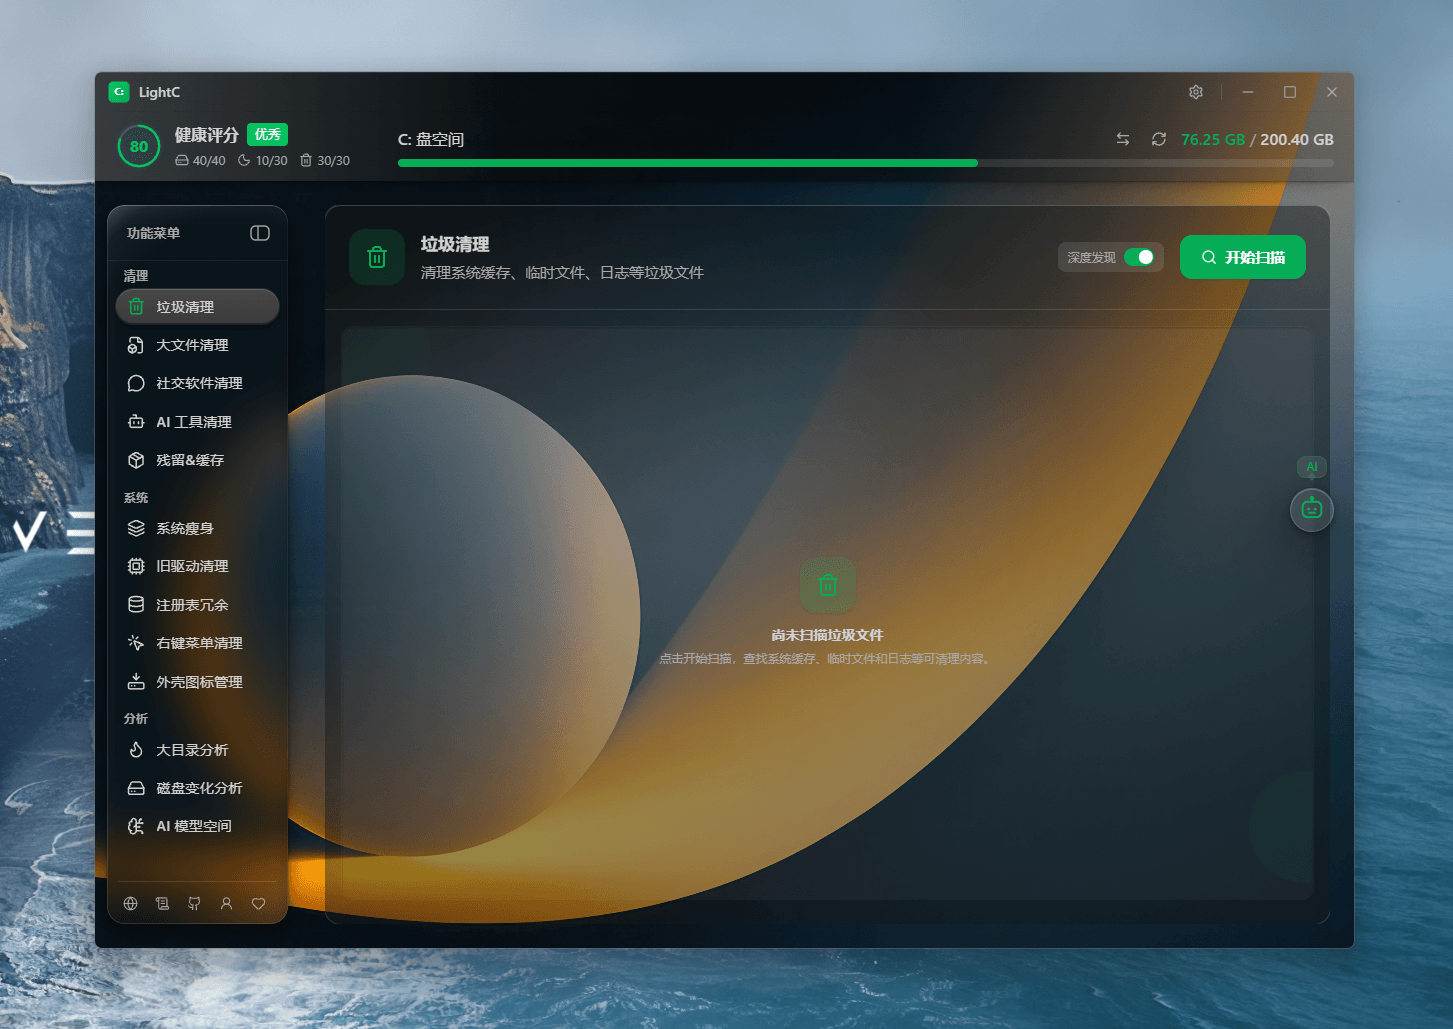 LightC
80
健康评分 优秀
40/40 10/30 30/30
C: 盘空间
76.25 GB / 200.40 GB
功能菜单
清理
垃圾清理
大文件清理
社交软件清理
AI 工具清理
残留&缓存
系统
系统瘦身
旧驱动清理
注册表冗余
右键菜单清理
外壳图标管理
分析
大目录分析
磁盘变化分析
AI 模型空间
垃圾清理
清理系统缓存、临时文件、日志等垃圾文件
深度发现
开始扫描
AI
尚未扫描垃圾文件
点击开始扫描，查找系统缓存、临时文件和日志等可清理内容。